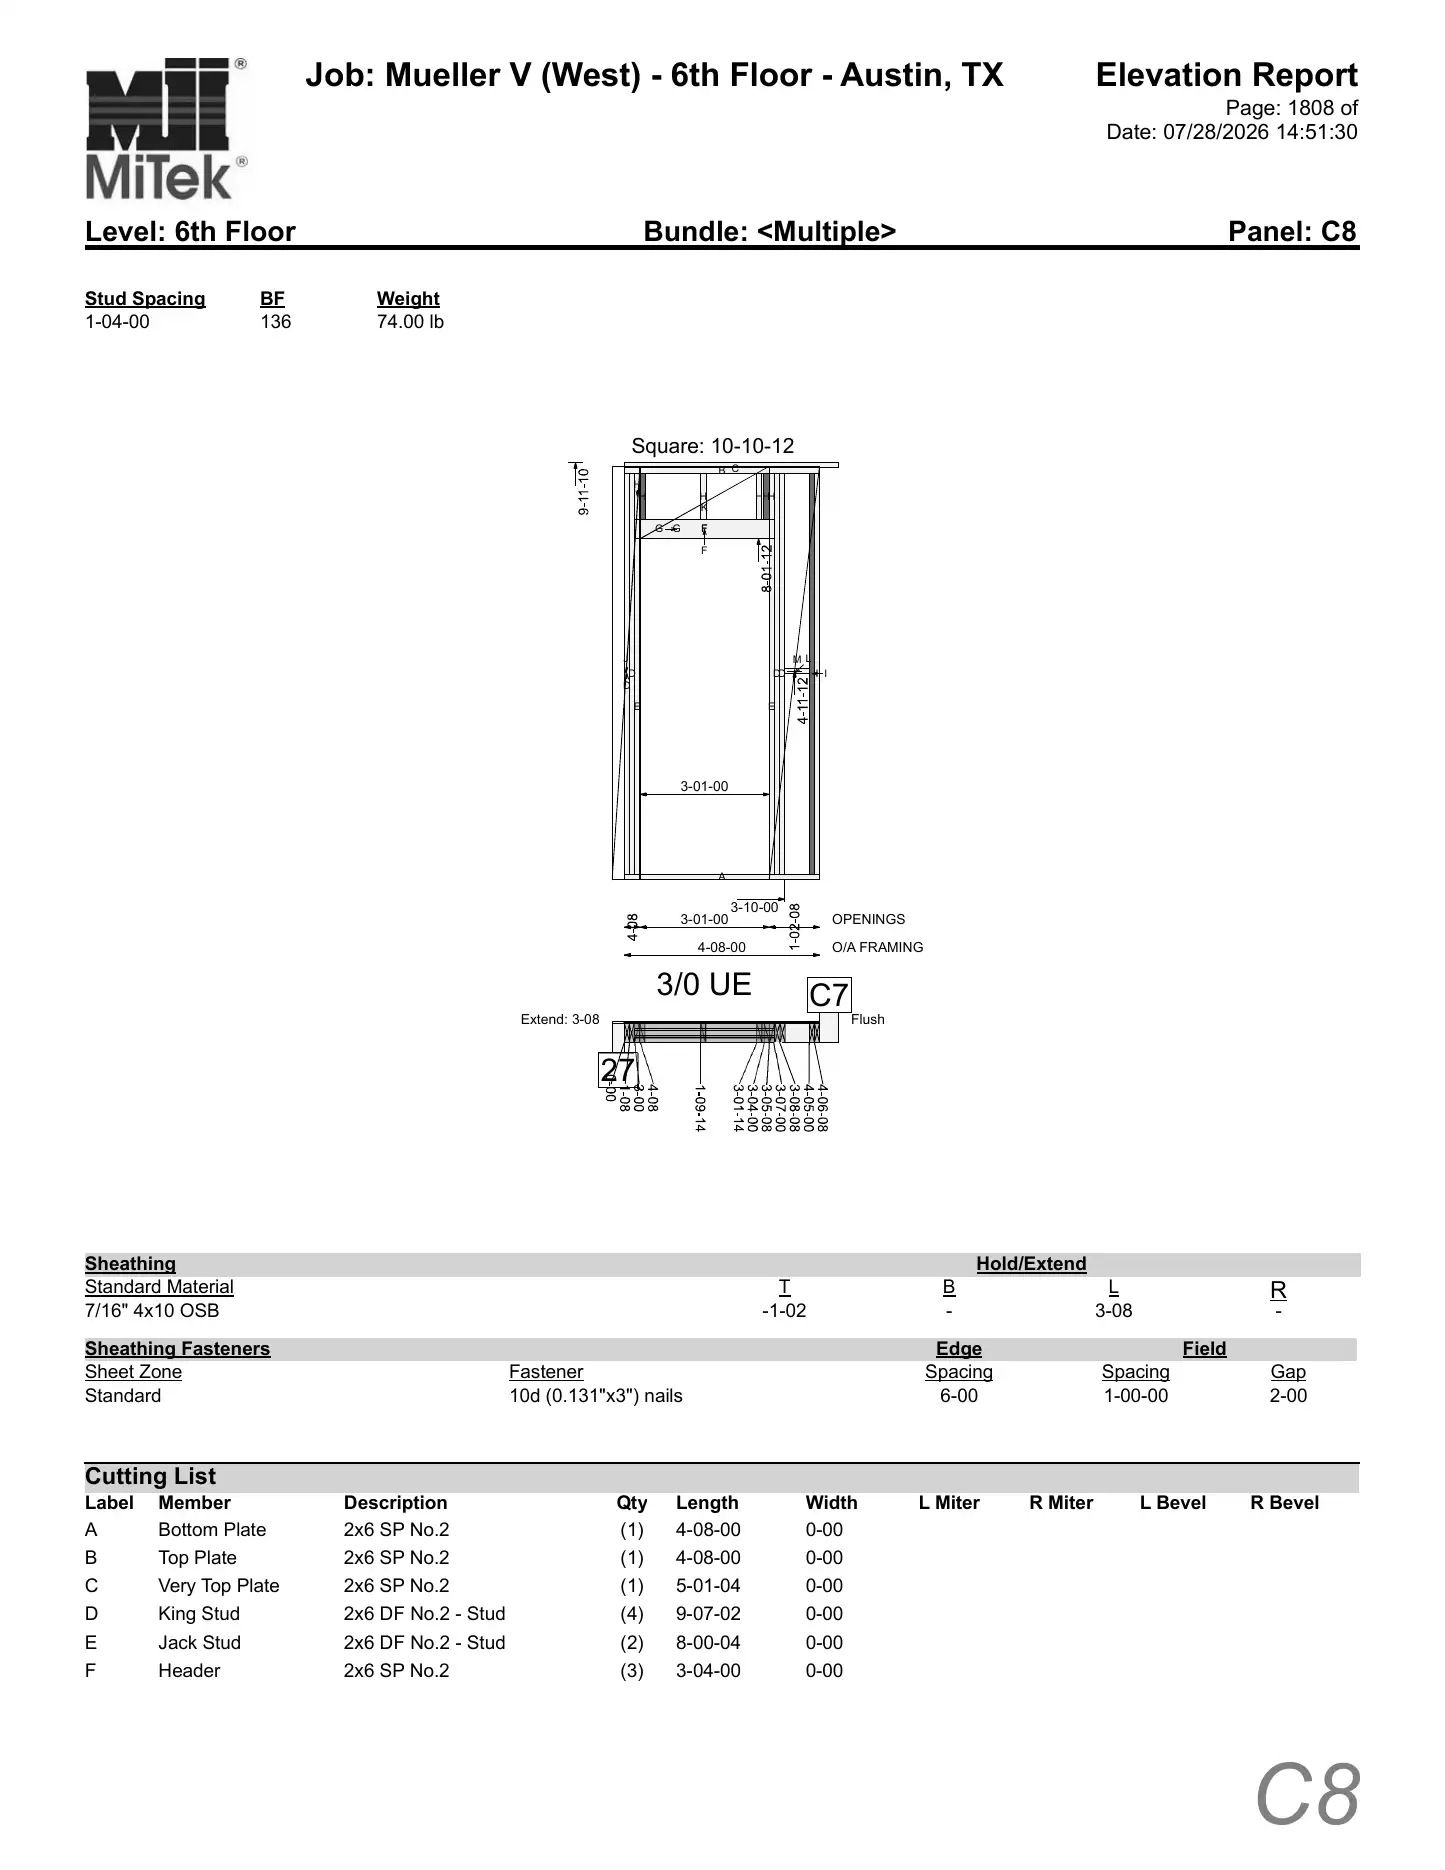 Job: Mueller V (West) - 6th Floor - Austin, TX
Elevation Report
Page: 1808 of
Date: 07/28/2026 14:51:30
MiTek®
Level: 6th Floor Bundle: <Multiple> Panel: C8
Stud Spacing BF Weight
1-04-00 136 74.00 lb
Square: 10-10-12
9-11-10
B C
H
K
G G F
F
8-01-12
M L
I
4-11-12
E E
3-01-00
A
3-10-00
4-08 3-01-00 1-02-08 OPENINGS
4-08-00 O/A FRAMING
3/0 UE
C7
Extend: 3-08 Flush
27
4-08 1-09-14 3-01-14 3-04-00 3-05-08 3-07-00 3-08-08 4-05-00 4-06-08
Sheathing Hold/Extend
Standard Material T B L R
7/16" 4x10 OSB -1-02 - 3-08 -
Sheathing Fasteners Edge Field
Sheet Zone Fastener Spacing Spacing Gap
Standard 10d (0.131"x3") nails 6-00 1-00-00 2-00
Cutting List
Label Member Description Qty Length Width L Miter R Miter L Bevel R Bevel
A Bottom Plate 2x6 SP No.2 (1) 4-08-00 0-00
B Top Plate 2x6 SP No.2 (1) 4-08-00 0-00
C Very Top Plate 2x6 SP No.2 (1) 5-01-04 0-00
D King Stud 2x6 DF No.2 - Stud (4) 9-07-02 0-00
E Jack Stud 2x6 DF No.2 - Stud (2) 8-00-04 0-00
F Header 2x6 SP No.2 (3) 3-04-00 0-00
C8